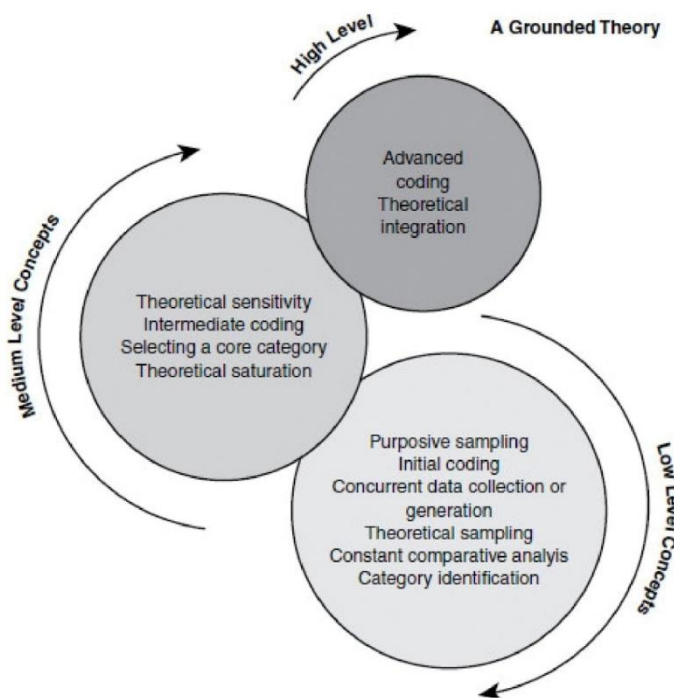 A Grounded Theory
High Level
Advanced
coding
Theoretical
integration
Medium Level Concepts
Theoretical sensitivity
Intermediate coding
Selecting a core category
Theoretical saturation
Purposive sampling
Initial coding
Concurrent data collection or
generation
Theoretical sampling
Constant comparative analyis
Category identification
Low Level Concepts